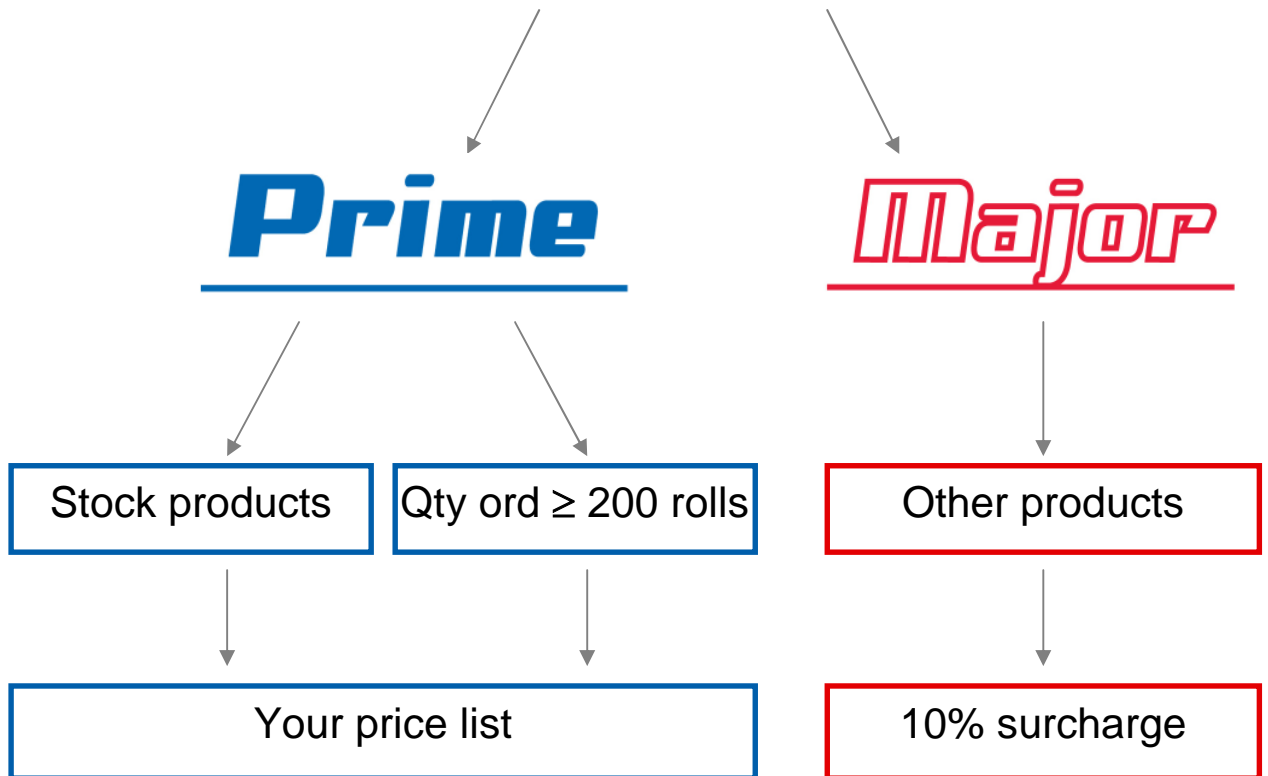 Prime
Major
Stock products
Qty ord ≥ 200 rolls
Other products
Your price list
10% surcharge